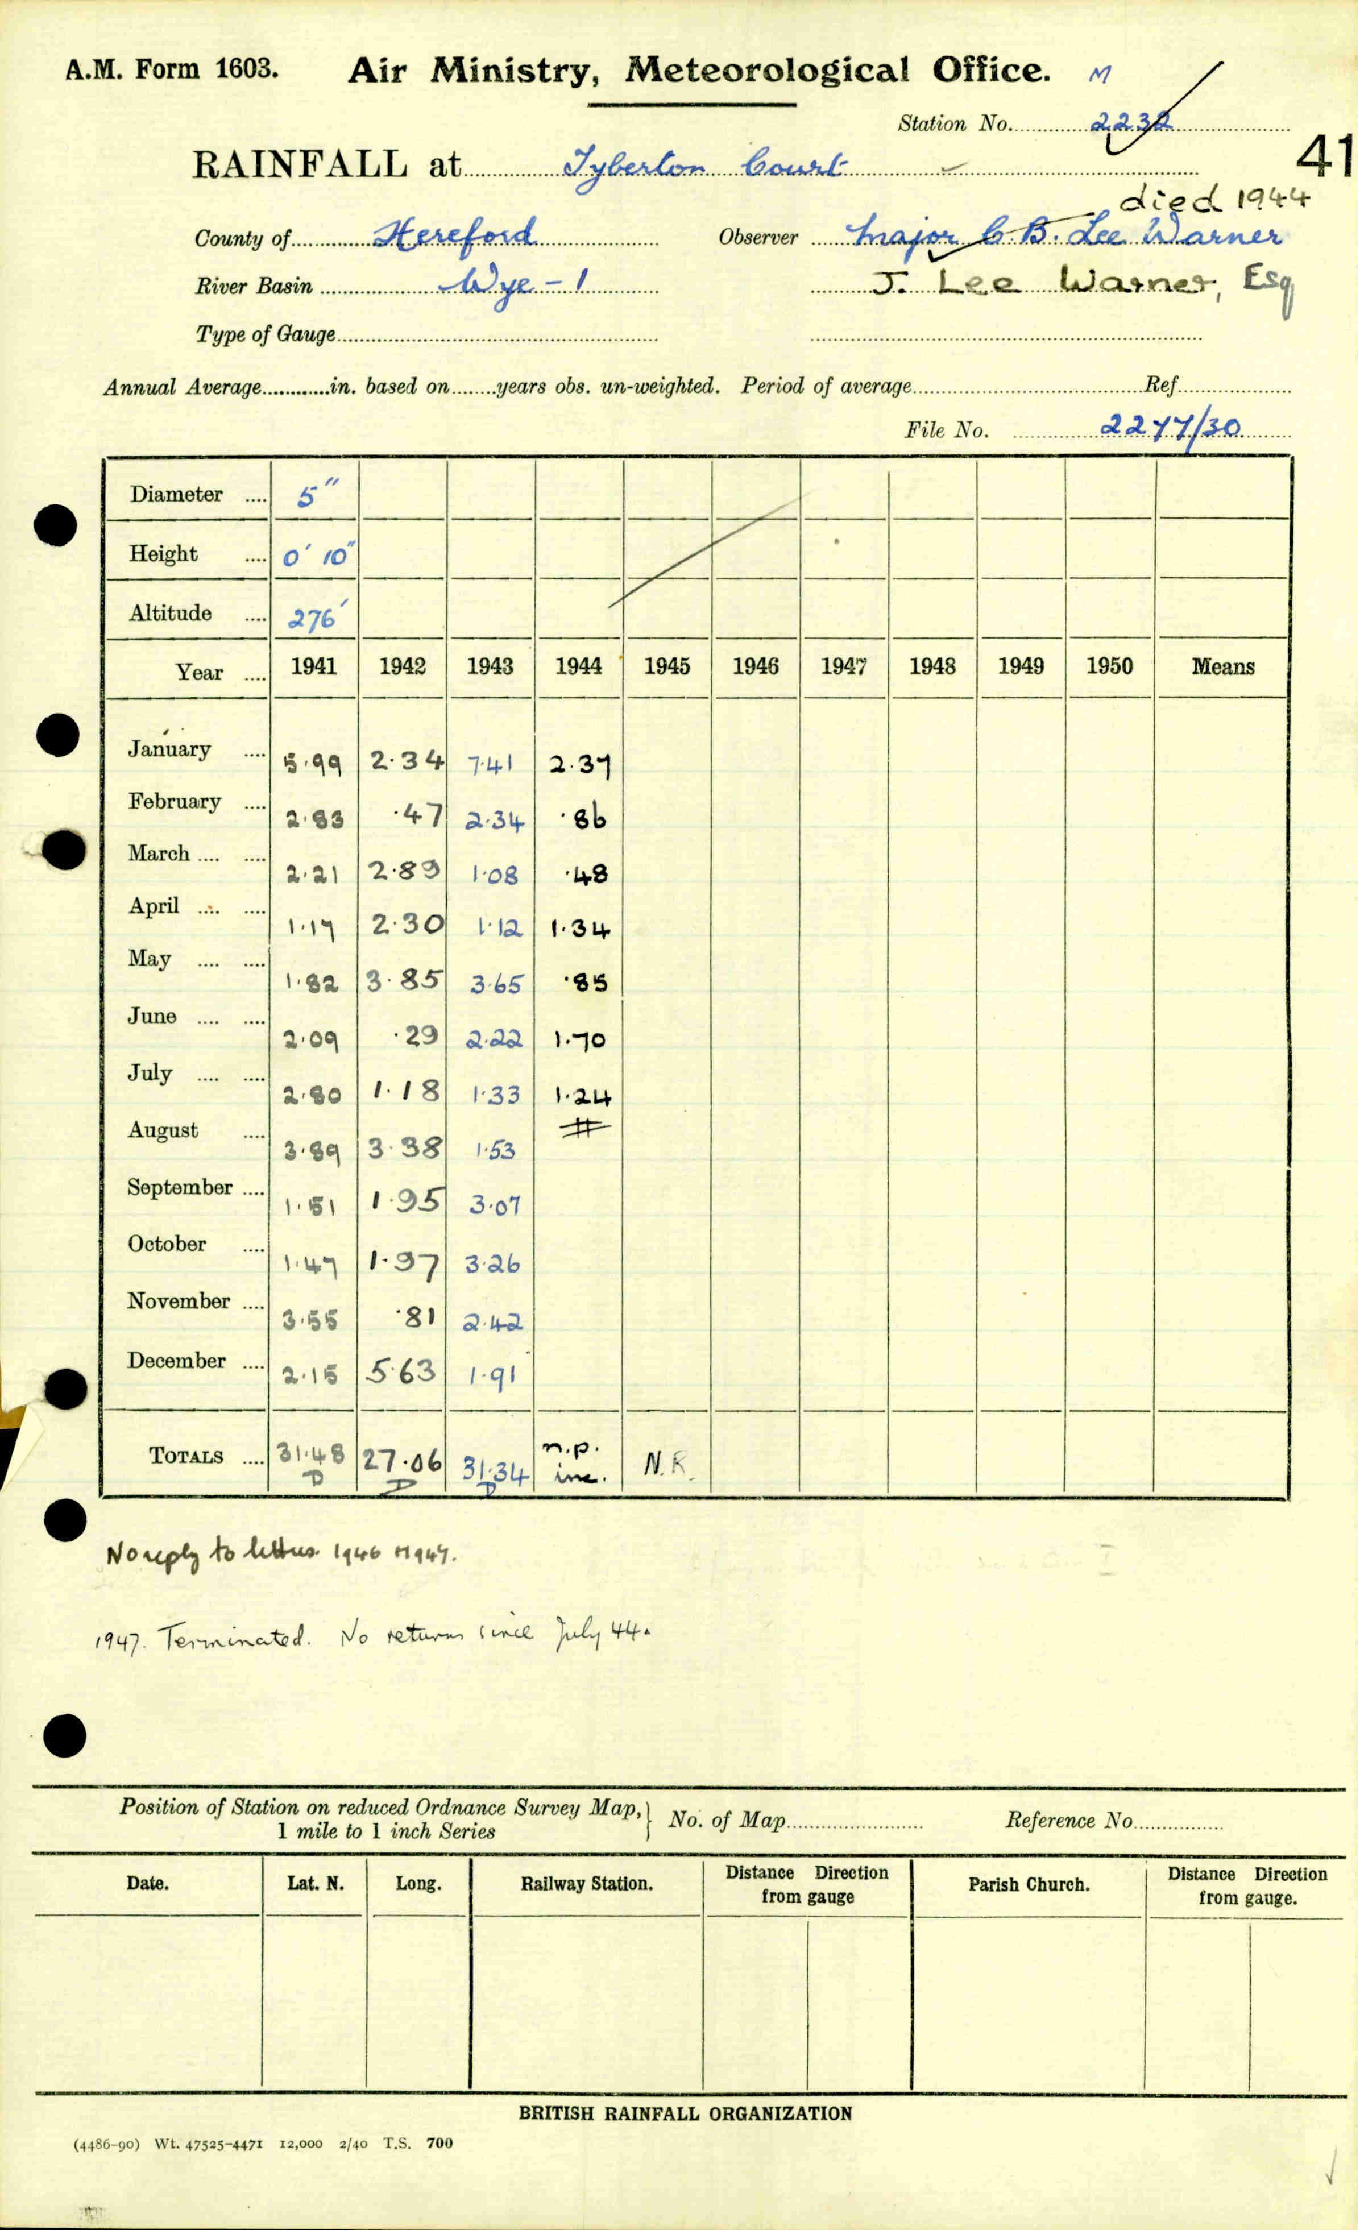 A.M. Form 1603. Air Ministry, Meteorological Office. M
Station No. 2232
41
RAINFALL at Tyberton Court
died 1944
County of Hereford Observer Major C.B. Lee Warner
River Basin Wye - 1 J. Lee Warner, Esq
Type of Gauge
Annual Average in. based on years obs. un-weighted. Period of average Ref
File No. 2277/30
Diameter 5"
Height 0' 10"
Altitude 276'
Year 1941 1942 1943 1944 1945 1946 1947 1948 1949 1950 Means
January 5.99 2.34 7.41 2.37
February 2.83 .47 2.34 .86
March 2.21 2.89 1.08 .48
April 1.17 2.30 1.12 1.34
May 1.82 3.85 3.65 .85
June 2.09 .29 2.22 1.70
July 2.80 1.18 1.33 1.24
August 3.89 3.38 1.53
September 1.51 1.95 3.07
October 1.47 1.97 3.26
November 3.55 .81 2.42
December 2.15 5.63 1.91
TOTALS 31.48 27.06 31.34 n.p. inc. N.R.
D D D
No reply to letters 1946 1947.
1947. Terminated. No returns since July 44.
Position of Station on reduced Ordnance Survey Map, No. of Map Reference No
1 mile to 1 inch Series
Date. Lat. N. Long. Railway Station. Distance Direction from gauge Parish Church. Distance Direction from gauge.
BRITISH RAINFALL ORGANIZATION
(4486-90) Wt. 47525-4471 12,000 2/40 T.S. 700